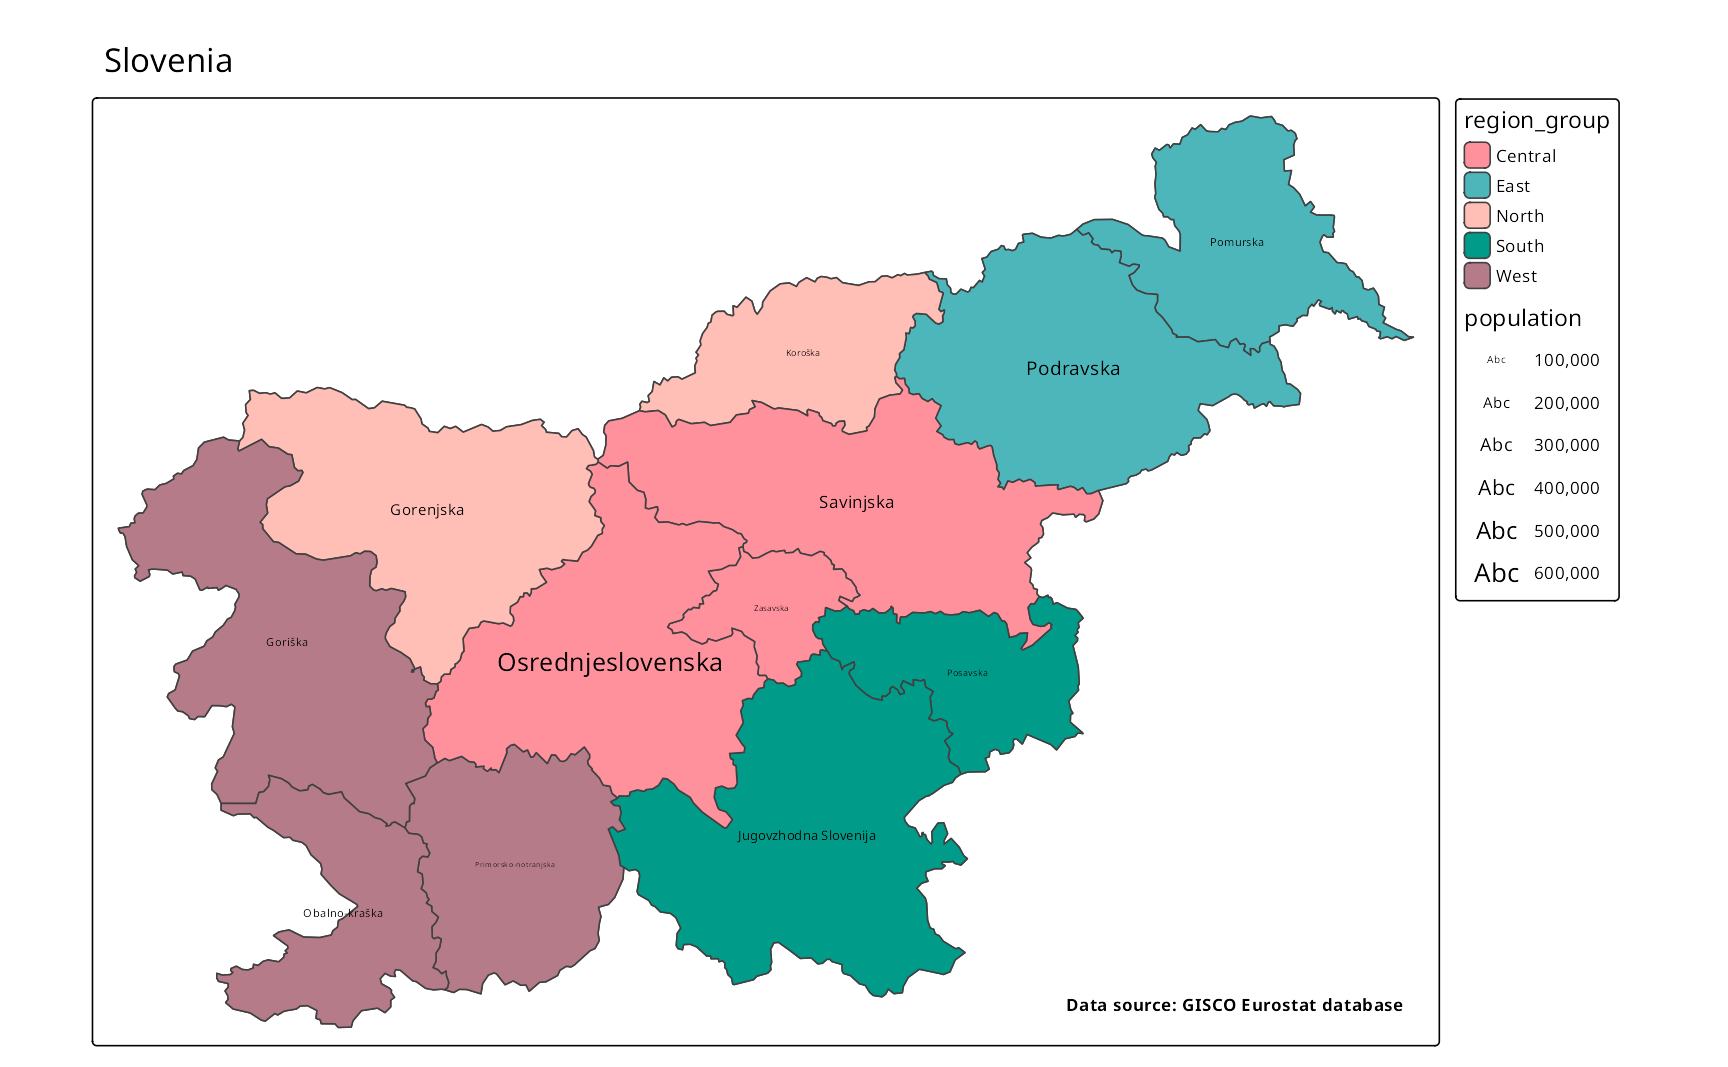 Slovenia
Pomurska
Koroška
Podravska
Savinjska
Gorenjska
Zasavska
Goriška
Osrednjeslovenska
Posavska
Jugovzhodna Slovenija
Primorsko-notranjska
Obalno-kraška
Data source: GISCO Eurostat database
region_group
Central
East
North
South
West
population
Abc 100,000
Abc 200,000
Abc 300,000
Abc 400,000
Abc 500,000
Abc 600,000